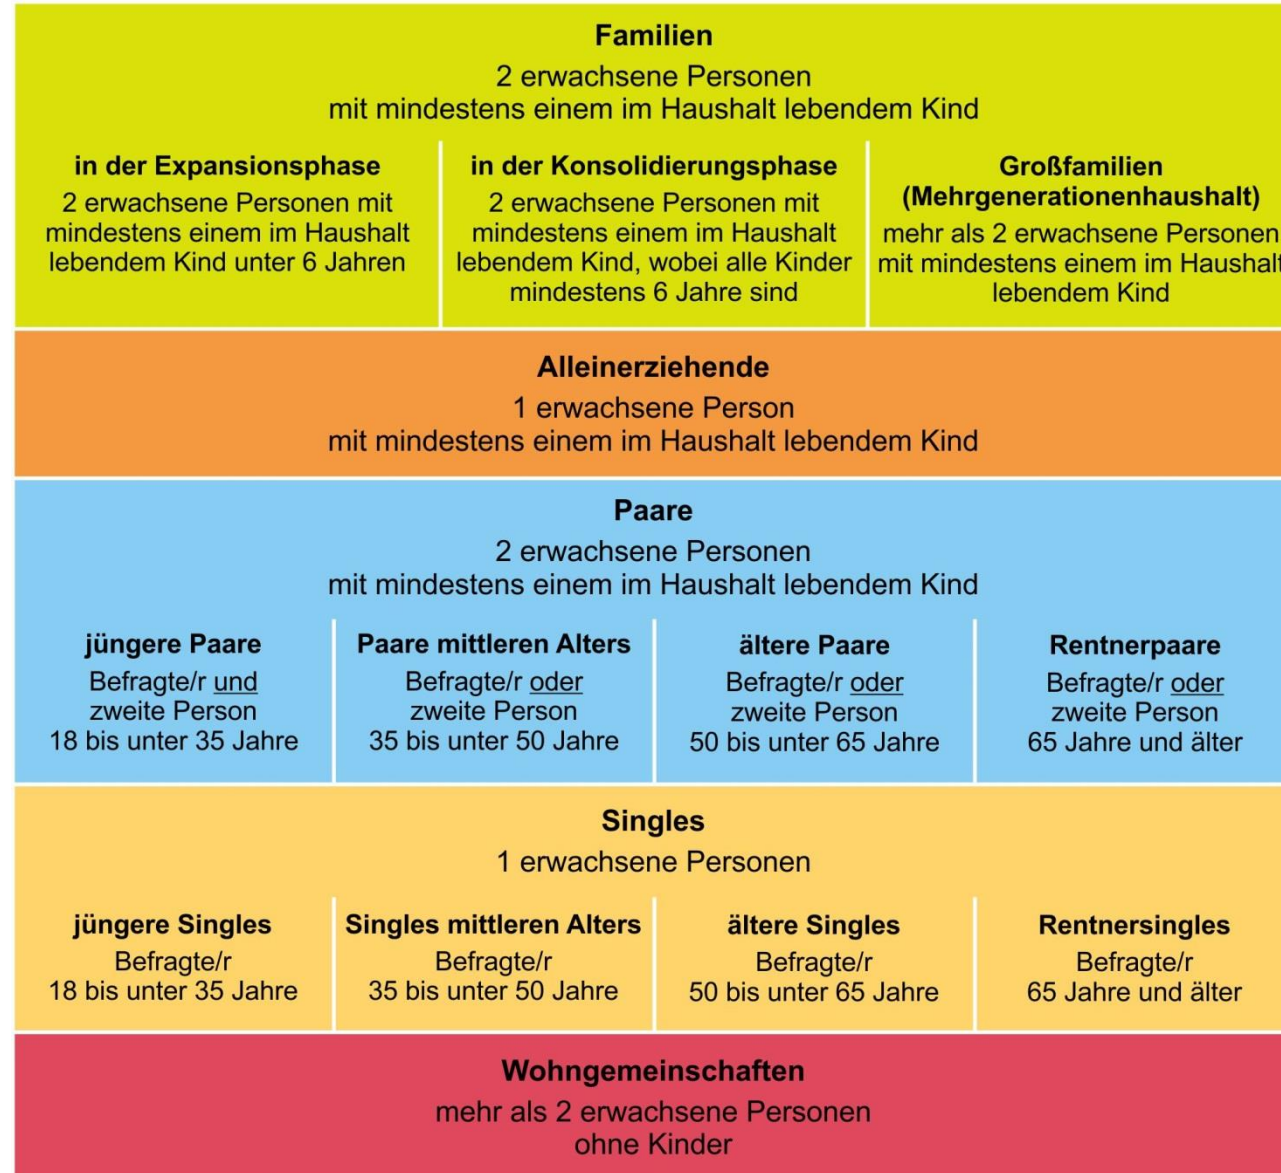 Familien
2 erwachsene Personen
mit mindestens einem im Haushalt lebendem Kind
in der Expansionsphase
2 erwachsene Personen mit
mindestens einem im Haushalt
lebendem Kind unter 6 Jahren
in der Konsolidierungsphase
2 erwachsene Personen mit
mindestens einem im Haushalt
lebendem Kind, wobei alle Kinder
mindestens 6 Jahre sind
Großfamilien
(Mehrgenerationenhaushalt)
mehr als 2 erwachsene Personen
mit mindestens einem im Haushalt
lebendem Kind
Alleinerziehende
1 erwachsene Person
mit mindestens einem im Haushalt lebendem Kind
Paare
2 erwachsene Personen
mit mindestens einem im Haushalt lebendem Kind
jüngere Paare
Befragte/r und
zweite Person
18 bis unter 35 Jahre
Paare mittleren Alters
Befragte/r oder
zweite Person
35 bis unter 50 Jahre
ältere Paare
Befragte/r oder
zweite Person
50 bis unter 65 Jahre
Rentnerpaare
Befragte/r oder
zweite Person
65 Jahre und älter
Singles
1 erwachsene Personen
jüngere Singles
Befragte/r
18 bis unter 35 Jahre
Singles mittleren Alters
Befragte/r
35 bis unter 50 Jahre
ältere Singles
Befragte/r
50 bis unter 65 Jahre
Rentnersingles
Befragte/r
65 Jahre und älter
Wohngemeinschaften
mehr als 2 erwachsene Personen
ohne Kinder